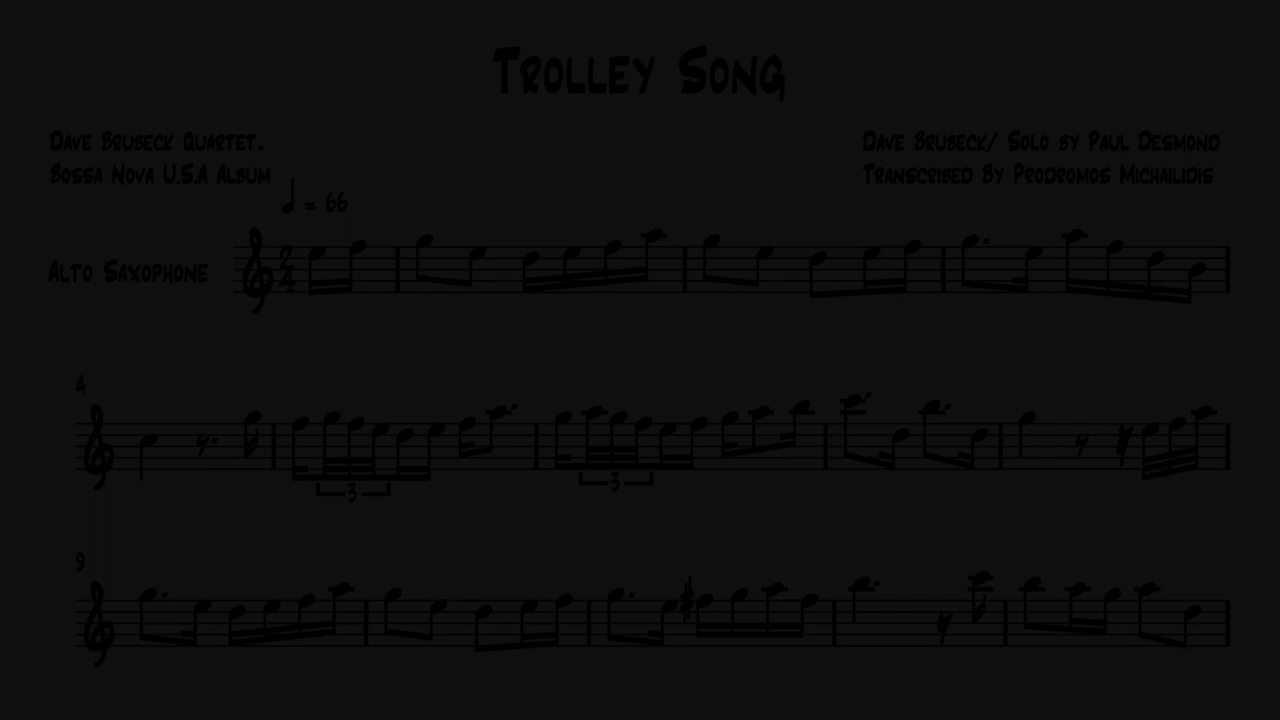 Trolley Song
Dave Brubeck Quartet.
Bossa Nova U.S.A Album
Dave Brubeck/ Solo by Paul Desmond
Transcribed By Prodromos Michailidis
= 66
Alto Saxophone
2
4
4
3
3
9